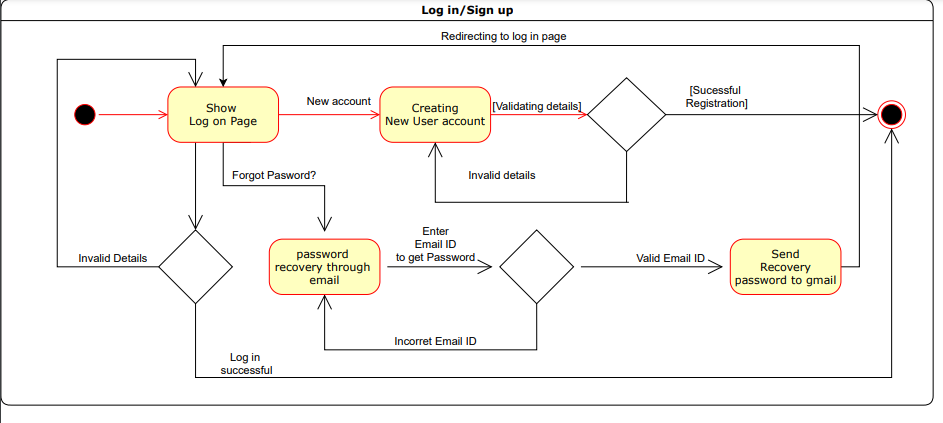 Log in/Sign up
Redirecting to log in page
Show
Log on Page
New account
Creating
New User account
[Validating details]
[Sucessful
Registration]
Invalid details
Forgot Pasword?
Invalid Details
password
recovery through
email
Enter
Email ID
to get Password
Valid Email ID
Send
Recovery
password to gmail
Incorret Email ID
Log in
successful